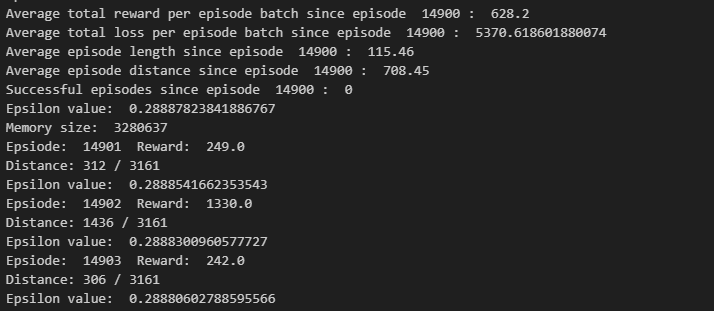 Average total reward per episode batch since episode  14900 :  628.2
Average total loss per episode batch since episode  14900 :  5370.618601880074
Average episode length since episode  14900 :  115.46
Average episode distance since episode  14900 :  708.45
Successful episodes since epsiode  14900 :  0
Epsilon value:  0.28887823841886767
Memory size:  3280637
Epsiode:  14901  Reward:  249.0
Distance: 312 / 3161
Epsilon value:  0.2888541662353543
Epsiode:  14902  Reward:  1330.0
Distance: 1436 / 3161
Epsilon value:  0.2888300960577727
Epsiode:  14903  Reward:  242.0
Distance: 306 / 3161
Epsilon value:  0.28880602788595566